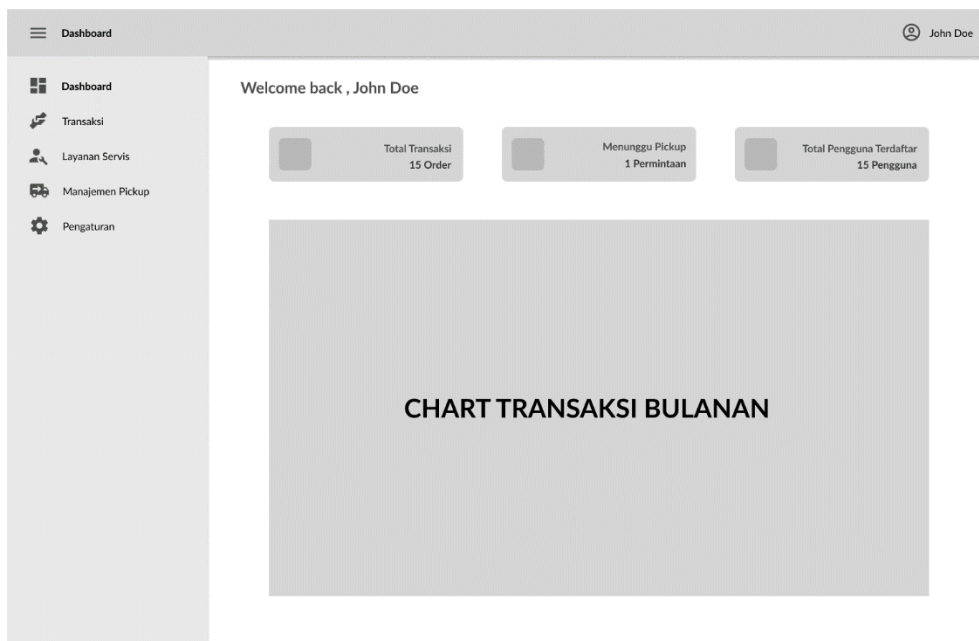 Dashboard
John Doe
Dashboard
Transaksi
Layanan Servis
Manajemen Pickup
Pengaturan
Welcome back , John Doe
Total Transaksi
15 Order
Menunggu Pickup
1 Permintaan
Total Pengguna Terdaftar
15 Pengguna
CHART TRANSAKSI BULANAN